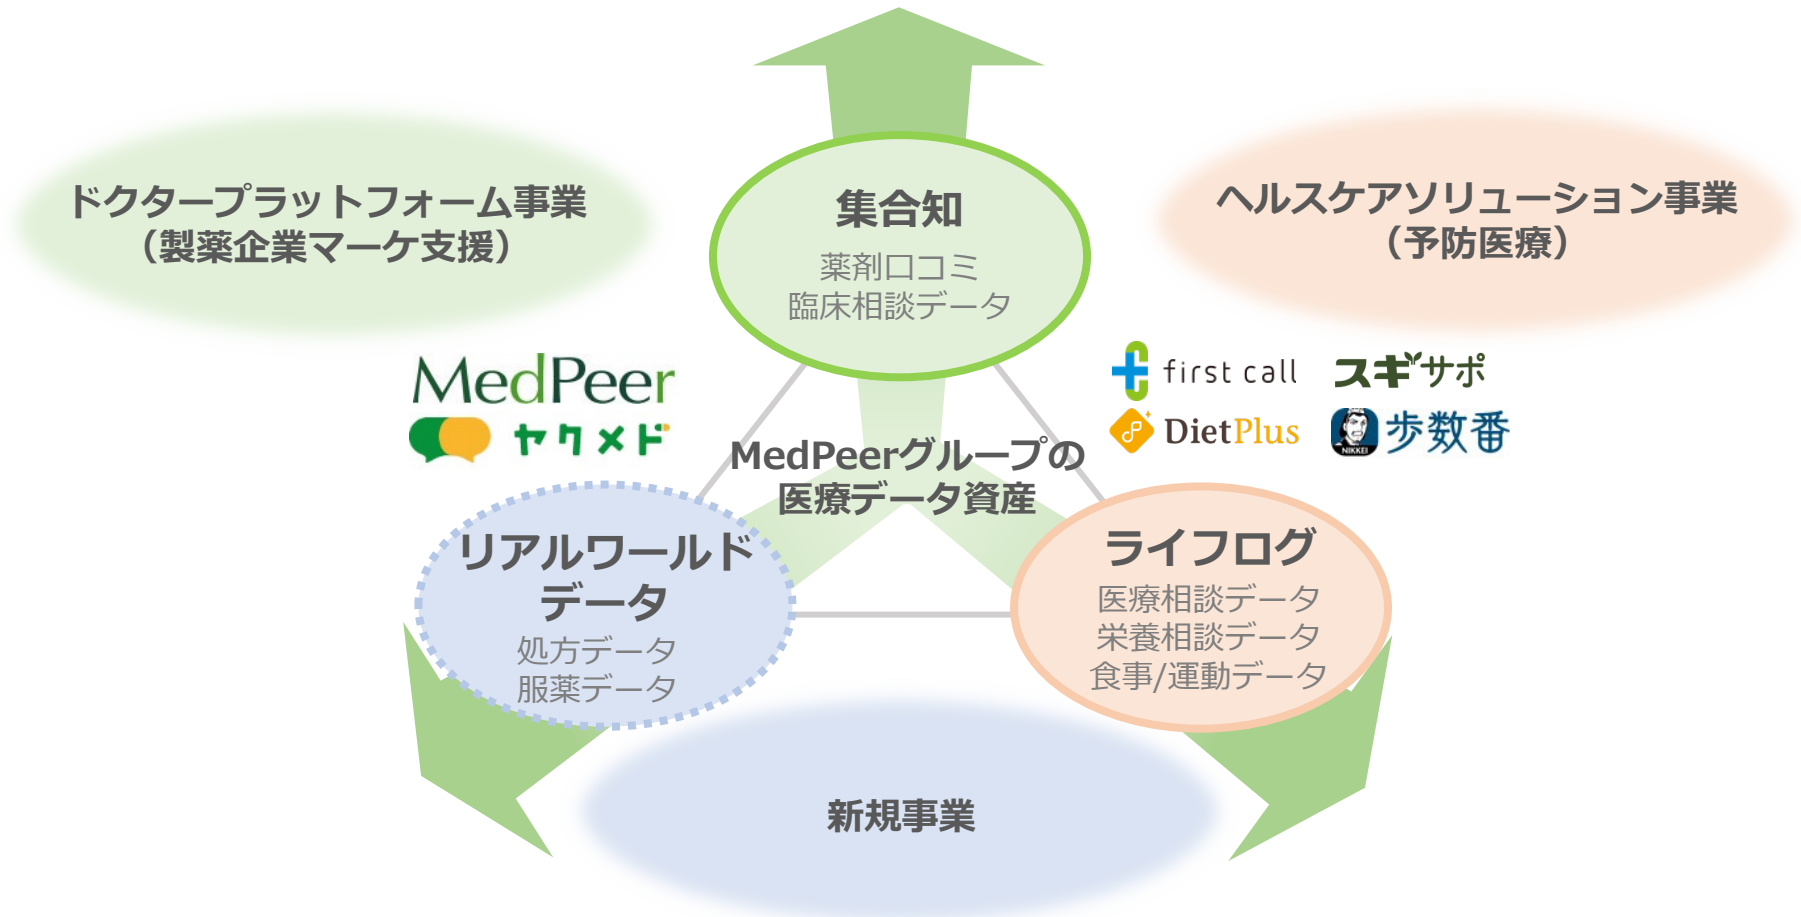 集合知
薬剤口コミ
臨床相談データ
ドクタープラットフォーム事業
（製薬企業マーケ支援）
ヘルスケアソリューション事業
（予防医療）
MedPeer
ヤクメド
first call
スギサポ
DietPlus
NIKKEI
歩数番
MedPeerグループの
医療データ資産
リアルワールド
データ
処方データ
服薬データ
ライフログ
医療相談データ
栄養相談データ
食事/運動データ
新規事業